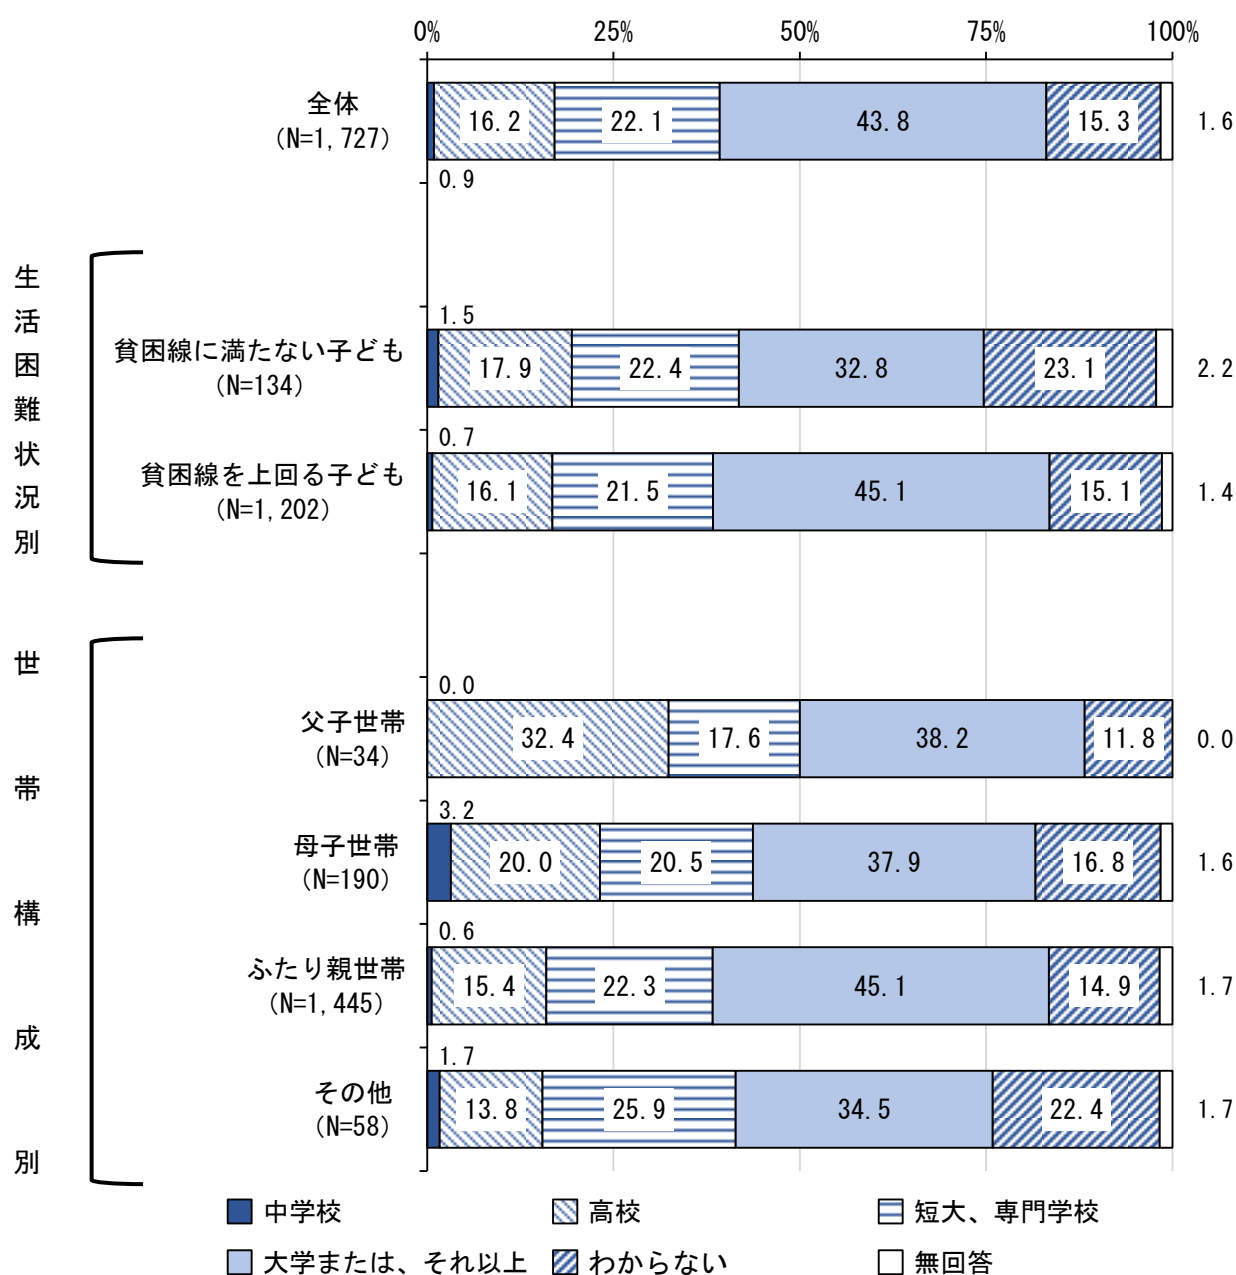 0% 25% 50% 75% 100%
全体
(N=1,727)
16.2 22.1 43.8 15.3 1.6
0.9
生活困難状況別
1.5
貧困線に満たない子ども
(N=134)
17.9 22.4 32.8 23.1 2.2
0.7
貧困線を上回る子ども
(N=1,202)
16.1 21.5 45.1 15.1 1.4
世帯構成別
0.0
父子世帯
(N=34)
32.4 17.6 38.2 11.8 0.0
3.2
母子世帯
(N=190)
20.0 20.5 37.9 16.8 1.6
0.6
ふたり親世帯
(N=1,445)
15.4 22.3 45.1 14.9 1.7
1.7
その他
(N=58)
13.8 25.9 34.5 22.4 1.7
中学校 高校 短大、専門学校
大学または、それ以上 わからない 無回答